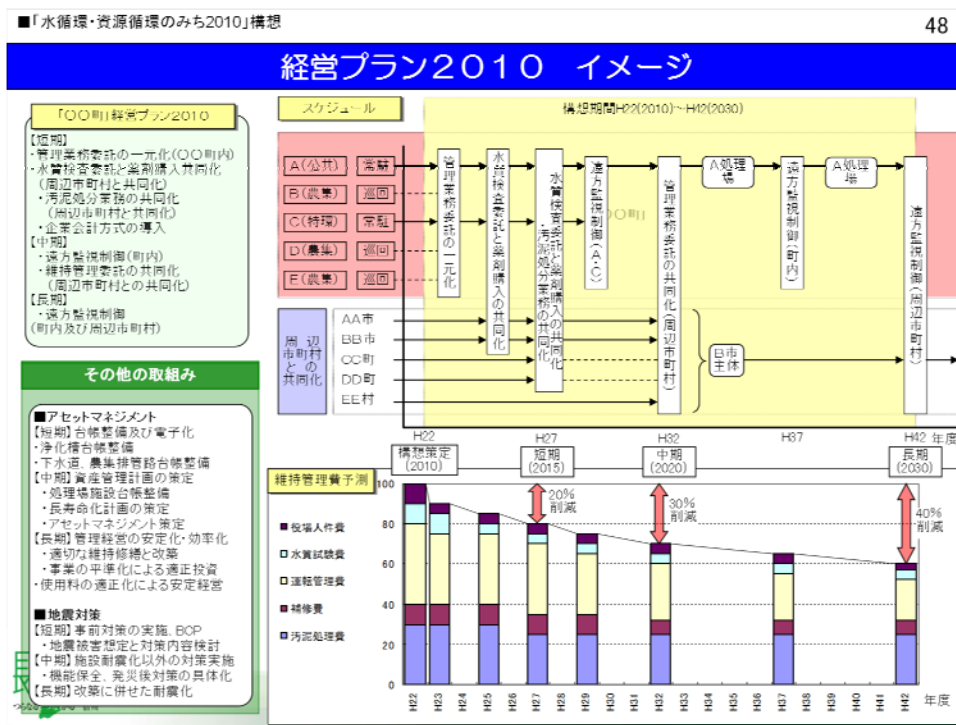 ■「水循環・資源循環のみち2010」構想
48
経営プラン2010 イメージ
「〇〇町」経営プラン2010
【短期】
・管理業務委託の一元化(〇〇町内)
・水質検査委託と薬剤購入共同化
(周辺市町村と共同化)
・汚泥処分業務の共同化
(周辺市町村と共同化)
・企業会計方式の導入
【中期】
・遠方監視制御(町内)
・維持管理委託の共同化
(周辺市町村との共同化)
【長期】
・遠方監視制御
(町内及び周辺市町村)
その他の取組み
■アセットマネジメント
【短期】台帳整備及び電子化
・浄化槽台帳整備
・下水道、農集排管路台帳整備
【中期】資産管理計画の策定
・処理場施設台帳整備
・長寿命化計画の策定
・アセットマネジメント策定
【長期】管理経営の安定化・効率化
・適切な維持修繕と改築
・事業の平準化による適正投資
・使用料の適正化による安定経営
■地震対策
【短期】事前対策の実施、BCP
・地震被害想定と対策内容検討
【中期】施設耐震化以外の対策実施
・機能保全、発災後対策の具体化
【長期】改築に併せた耐震化
スケジュール
構想期間H22(2010)～H42(2030)
A(公共) 常駐
B(農集) 巡回
C(特環) 常駐
D(農集) 巡回
E(農集) 巡回
管理業務委託の一元化
水質検査委託と薬剤購入の共同化
水質検査委託と薬剤購入の共同化
・汚泥処分業務の共同化
遠方監視制御(A・C)
〇〇町
管理業務委託の共同化(周辺市町村)
A処理場
遠方監視制御(町内)
A処理場
遠方監視制御(周辺市町村)
周辺市町村との共同化
AA市
BB市
CC町
DD町
EE村
B市主体
H22 H27 H32 H37 H42 年度
構想策定
(2010)
短期
(2015)
中期
(2020)
長期
(2030)
維持管理費予測
100
80
60
40
20
0
役場人件費
水質試験費
運転管理費
補修費
汚泥処理費
20%
削減
30%
削減
40%
削減
H22 H23 H24 H25 H26 H27 H28 H29 H30 H31 H32 H33 H34 H35 H36 H37 H38 H39 H40 H41 H42 年度